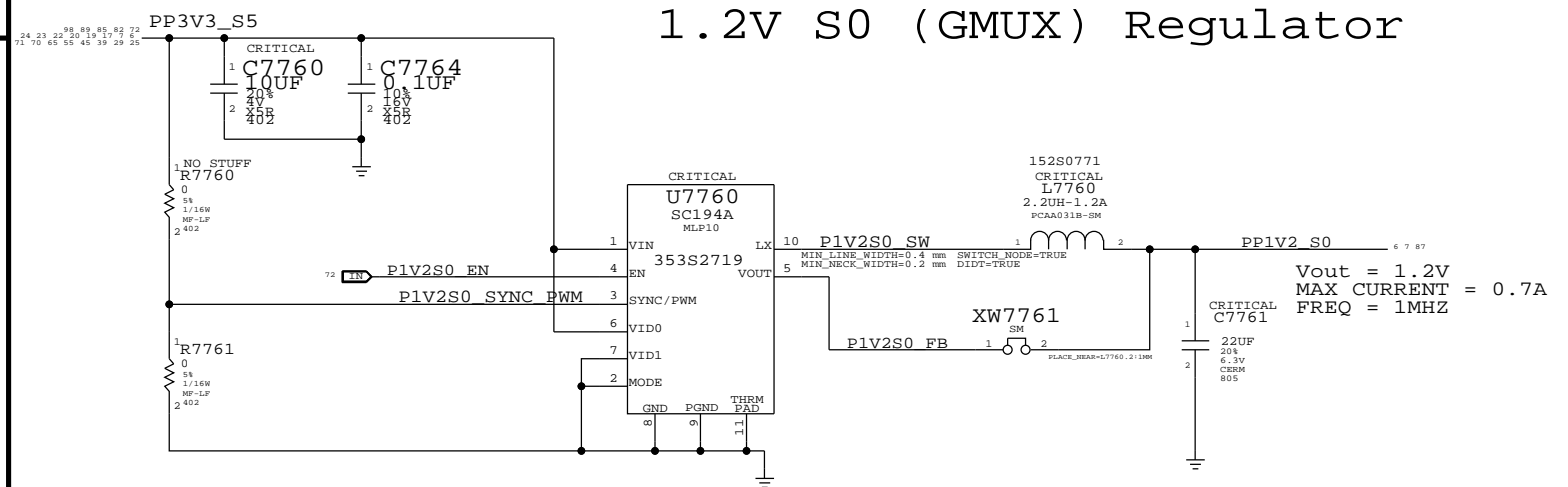 1.2V S0 (GMUX) Regulator
PP3V3_S5
98 89 85 82 72
24 23 22 20 19 17 7 6
71 70 65 55 45 39 29 25
CRITICAL
1 C7760
10UF
20%
4V
2 X5R
402
1 C7764
0.1UF
10%
16V
2 X5R
402
NO STUFF
1 R7760
0
5%
1/16W
MF-LF
2 402
1 R7761
0
5%
1/16W
MF-LF
2 402
72 IN P1V2S0_EN
P1V2S0_SYNC_PWM
CRITICAL
U7760
SC194A
MLP10
353S2719
1 VIN
4 EN
3 SYNC/PWM
6 VID0
7 VID1
2 MODE
LX 10
VOUT 5
GND PGND THRM PAD
8 9 11
P1V2S0_SW
MIN_LINE_WIDTH=0.4 mm SWITCH_NODE=TRUE
MIN_NECK_WIDTH=0.2 mm DIDT=TRUE
152S0771
CRITICAL
L7760
2.2UH-1.2A
PCAA031B-SM
1 2
XW7761
SM
P1V2S0_FB 1 2
PLACE_NEAR=L7760.2:1MM
PP1V2_S0 6 7 87
Vout = 1.2V
MAX CURRENT = 0.7A
FREQ = 1MHZ
CRITICAL
C7761
1
22UF
20%
6.3V
2 CERM
805